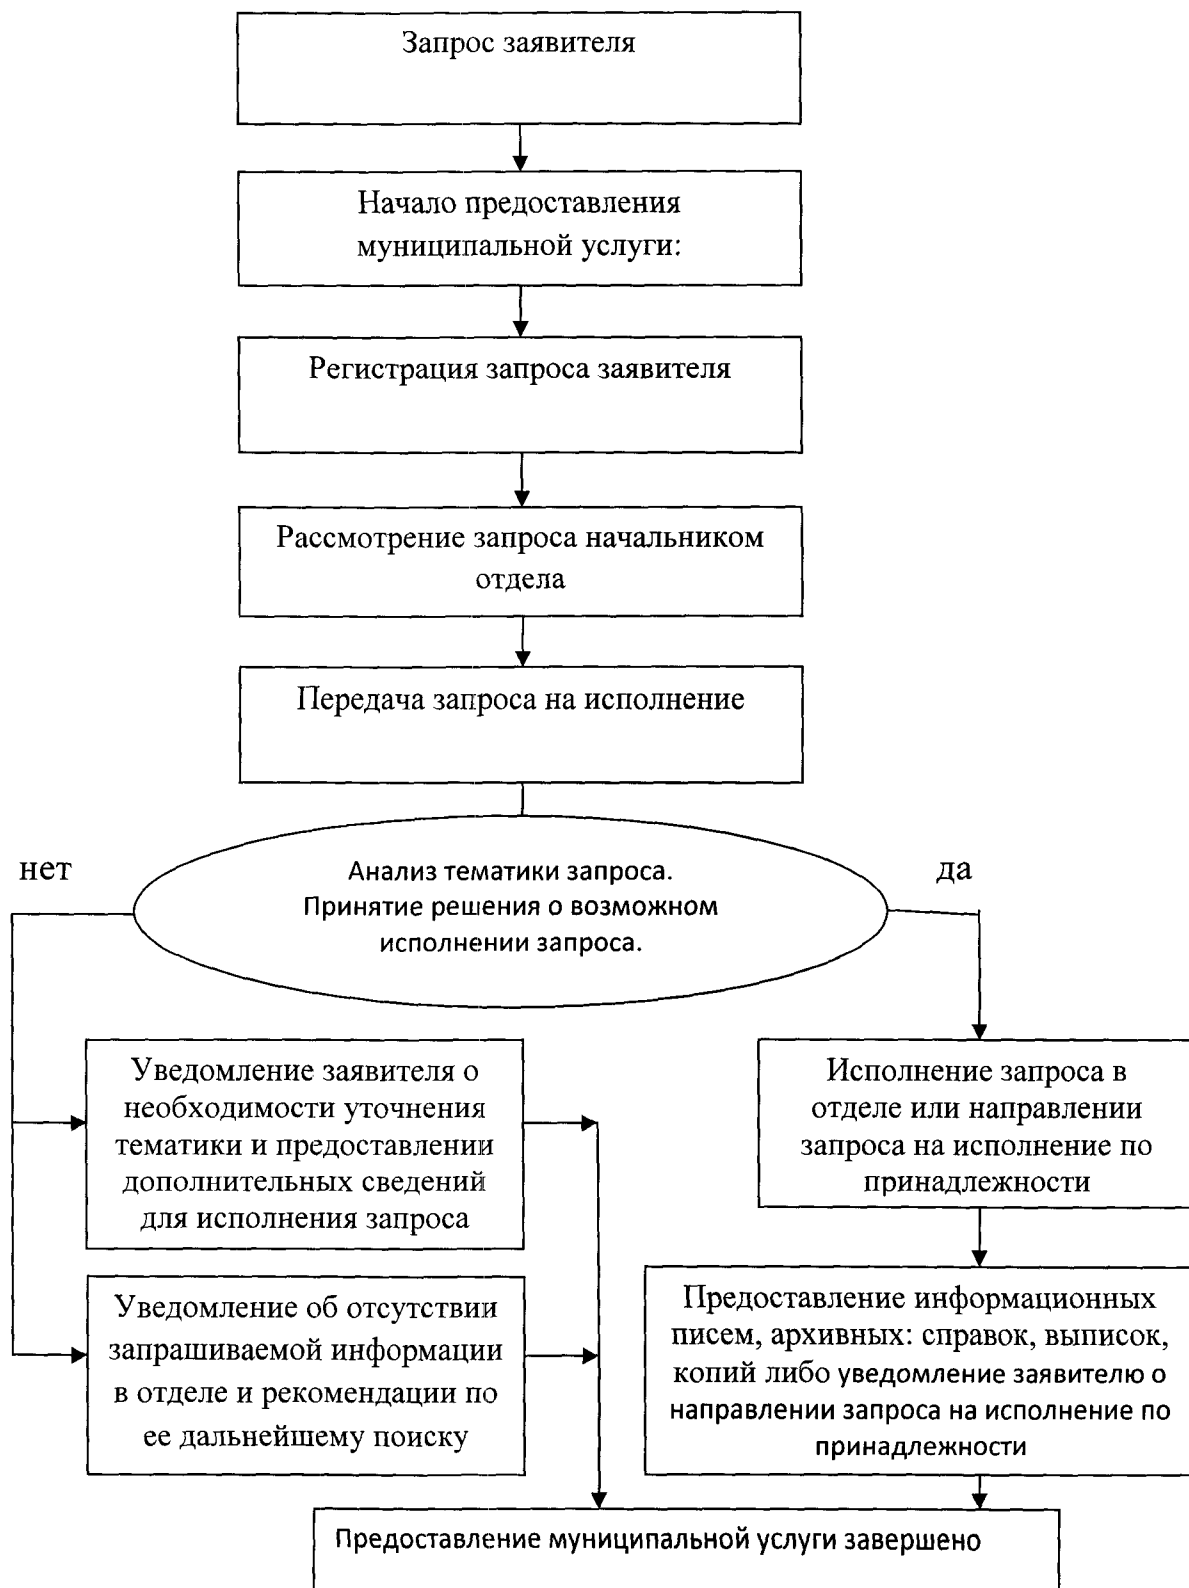 Запрос заявителя
Начало предоставления
муниципальной услуги:
Регистрация запроса заявителя
Рассмотрение запроса начальником
отдела
Передача запроса на исполнение
нет
Анализ тематики запроса.
Принятие решения о возможном
исполнении запроса.
да
Уведомление заявителя о
необходимости уточнения
тематики и предоставлении
дополнительных сведений
для исполнения запроса
Исполнение запроса в
отделе или направлении
запроса на исполнение по
принадлежности
Уведомление об отсутствии
запрашиваемой информации
в отделе и рекомендации по
ее дальнейшему поиску
Предоставление информационных
писем, архивных: справок, выписок,
копий либо уведомление заявителю о
направлении запроса на исполнение по
принадлежности
Предоставление муниципальной услуги завершено